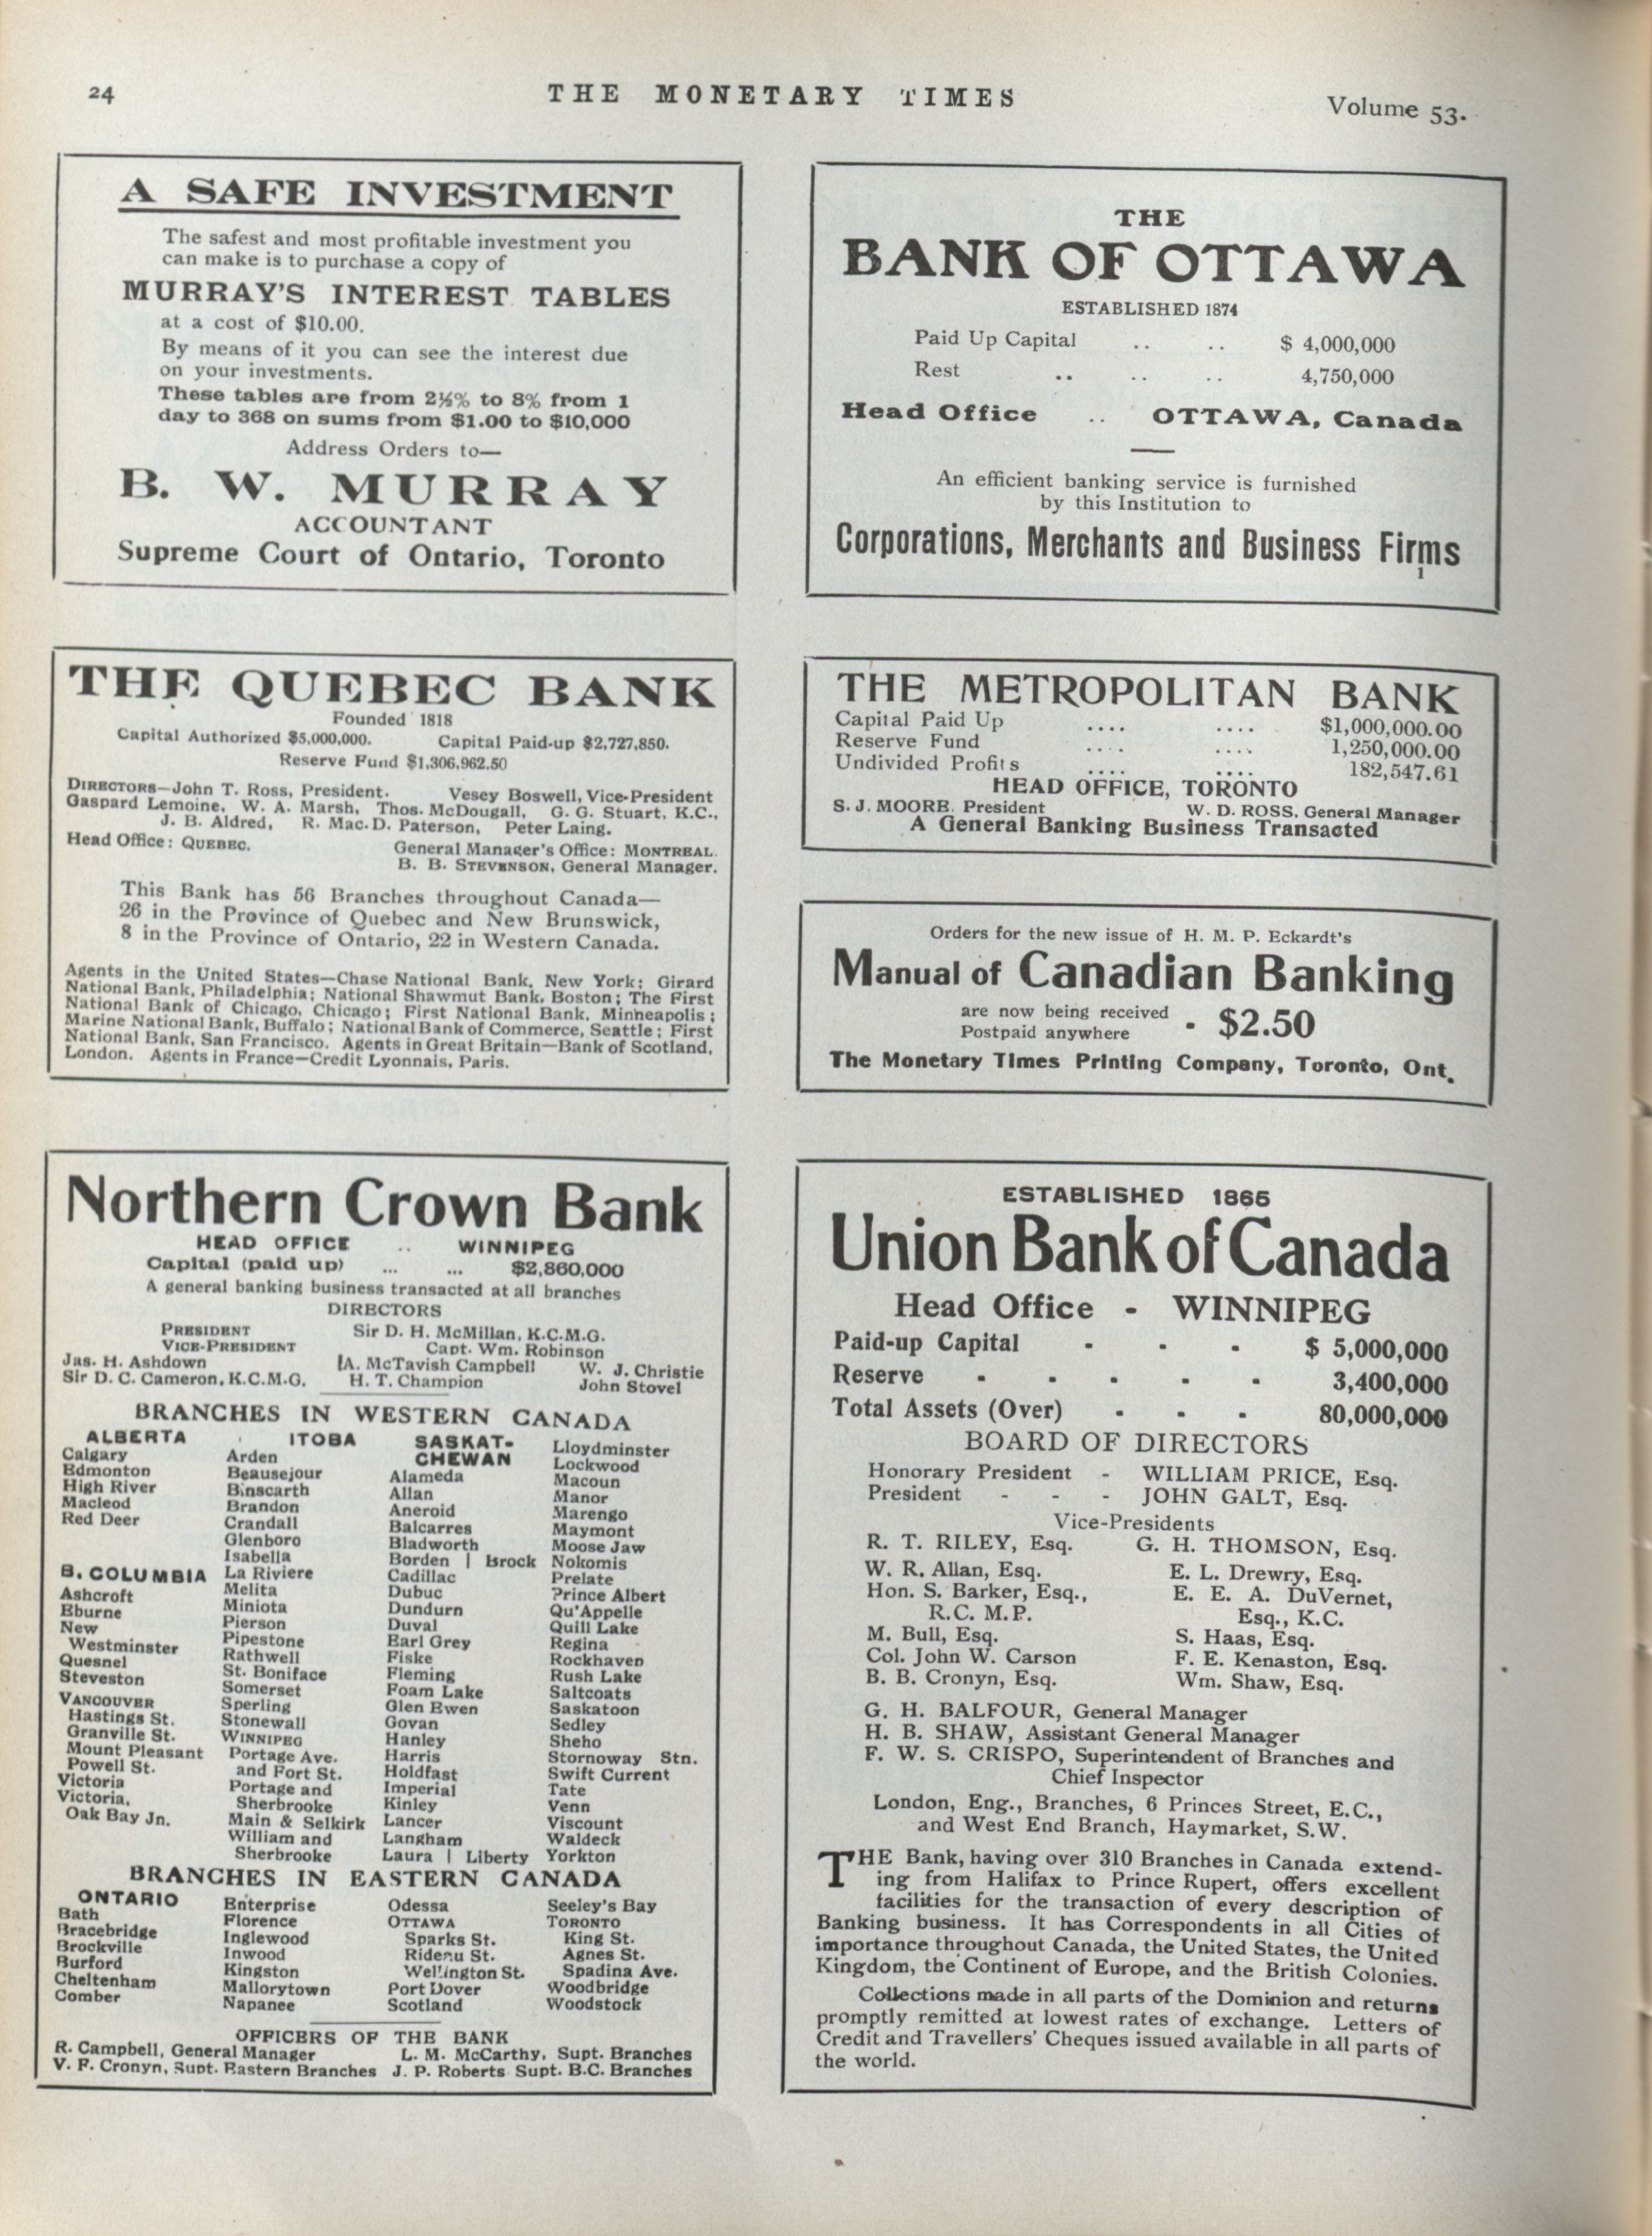 24
THE MONETARY TIMES
Volume 53.
A SAFE INVESTMENT
The safest and most profitable investment you
can make is to purchase a copy of
MURRAY'S INTEREST TABLES
at a cost of $10.00.
By means of it you can see the interest due
on your investments.
These tables are from 2½% to 8% from 1
day to 368 on sums from $1.00 to $10,000
Address Orders to—
B. W. MURRAY
ACCOUNTANT
Supreme Court of Ontario, Toronto
THE
BANK OF OTTAWA
ESTABLISHED 1874
Paid Up Capital .. .. $ 4,000,000
Rest .. .. .. 4,750,000
Head Office .. OTTAWA, Canada
An efficient banking service is furnished
by this Institution to
Corporations, Merchants and Business Firms
1
THE QUEBEC BANK
Founded 1818
Capital Authorized $5,000,000. Capital Paid-up $2,727,850.
Reserve Fund $1,306,962.50
DIRECTORS—John T. Ross, President. Vesey Boswell, Vice-President
Gaspard Lemoine, W. A. Marsh, Thos. McDougall, G. G. Stuart, K.C.,
J. B. Aldred, R. Mac. D. Paterson, Peter Laing.
Head Office: QUEBEC. General Manager's Office: MONTREAL.
B. B. STEVENSON, General Manager.
This Bank has 56 Branches throughout Canada—
26 in the Province of Quebec and New Brunswick,
8 in the Province of Ontario, 22 in Western Canada.
Agents in the United States—Chase National Bank, New York; Girard
National Bank, Philadelphia; National Shawmut Bank, Boston; The First
National Bank of Chicago, Chicago; First National Bank, Minneapolis;
Marine National Bank, Buffalo; National Bank of Commerce, Seattle; First
National Bank, San Francisco. Agents in Great Britain—Bank of Scotland,
London. Agents in France—Credit Lyonnais, Paris.
THE METROPOLITAN BANK
Capital Paid Up .... .... $1,000,000.00
Reserve Fund .... .... 1,250,000.00
Undivided Profits .... .... 182,547.61
HEAD OFFICE, TORONTO
S. J. MOORE, President W. D. ROSS, General Manager
A General Banking Business Transacted
Orders for the new issue of H. M. P. Eckardt's
Manual of Canadian Banking
are now being received
Postpaid anywhere - $2.50
The Monetary Times Printing Company, Toronto, Ont.
Northern Crown Bank
HEAD OFFICE .. WINNIPEG
Capital (paid up) ... ... $2,860,000
A general banking business transacted at all branches
DIRECTORS
PRESIDENT Sir D. H. McMillan, K.C.M.G.
VICE-PRESIDENT Capt. Wm. Robinson
Jas. H. Ashdown A. McTavish Campbell W. J. Christie
Sir D. C. Cameron, K.C.M.G. H. T. Champion John Stovel
BRANCHES IN WESTERN CANADA
ALBERTA
Calgary
Edmonton
High River
Macleod
Red Deer
B. COLUMBIA
Ashcroft
Eburne
New
Westminster
Quesnel
Steveston
VANCOUVER
Hastings St.
Granville St.
Mount Pleasant
Powell St.
Victoria
Victoria,
Oak Bay Jn.
ITOBA
Arden
Beausejour
Binscarth
Brandon
Crandall
Glenboro
Isabella
La Riviere
Melita
Miniota
Pierson
Pipestone
Rathwell
St. Boniface
Somerset
Sperling
Stonewall
WINNIPEG
Portage Ave.
and Fort St.
Portage and
Sherbrooke
Main & Selkirk
William and
Sherbrooke
SASKAT-
CHEWAN
Alameda
Allan
Aneroid
Balcarres
Bladworth
Borden | Brock
Cadillac
Dubuc
Dundurn
Duval
Earl Grey
Fiske
Fleming
Foam Lake
Glen Ewen
Govan
Hanley
Harris
Holdfast
Imperial
Kinley
Lancer
Langham
Laura | Liberty
Lloydminster
Lockwood
Macoun
Manor
Marengo
Maymont
Moose Jaw
Nokomis
Prelate
Prince Albert
Qu'Appelle
Quill Lake
Regina
Rockhaven
Rush Lake
Saltcoats
Saskatoon
Sedley
Sheho
Stornoway Stn.
Swift Current
Tate
Venn
Viscount
Waldeck
Yorkton
BRANCHES IN EASTERN CANADA
ONTARIO
Bath
Bracebridge
Brockville
Burford
Cheltenham
Comber
Enterprise
Florence
Inglewood
Inwood
Kingston
Mallorytown
Napanee
Odessa
OTTAWA
Sparks St.
Rideau St.
Wellington St.
Port Dover
Scotland
Seeley's Bay
TORONTO
King St.
Agnes St.
Spadina Ave.
Woodbridge
Woodstock
OFFICERS OF THE BANK
R. Campbell, General Manager L. M. McCarthy, Supt. Branches
V. F. Cronyn, Supt. Eastern Branches J. P. Roberts Supt. B.C. Branches
ESTABLISHED 1865
Union Bank of Canada
Head Office - WINNIPEG
Paid-up Capital - - - $ 5,000,000
Reserve - - - - - 3,400,000
Total Assets (Over) - - - 80,000,000
BOARD OF DIRECTORS
Honorary President - WILLIAM PRICE, Esq.
President - - - JOHN GALT, Esq.
Vice-Presidents
R. T. RILEY, Esq. G. H. THOMSON, Esq.
W. R. Allan, Esq. E. L. Drewry, Esq.
Hon. S. Barker, Esq., E. E. A. DuVernet,
R.C. M.P. Esq., K.C.
M. Bull, Esq. S. Haas, Esq.
Col. John W. Carson F. E. Kenaston, Esq.
B. B. Cronyn, Esq. Wm. Shaw, Esq.
G. H. BALFOUR, General Manager
H. B. SHAW, Assistant General Manager
F. W. S. CRISPO, Superintendent of Branches and
Chief Inspector
London, Eng., Branches, 6 Princes Street, E.C.,
and West End Branch, Haymarket, S.W.
THE Bank, having over 310 Branches in Canada extend-
ing from Halifax to Prince Rupert, offers excellent
facilities for the transaction of every description of
Banking business. It has Correspondents in all Cities of
importance throughout Canada, the United States, the United
Kingdom, the Continent of Europe, and the British Colonies.
Collections made in all parts of the Dominion and returns
promptly remitted at lowest rates of exchange. Letters of
Credit and Travellers' Cheques issued available in all parts of
the world.